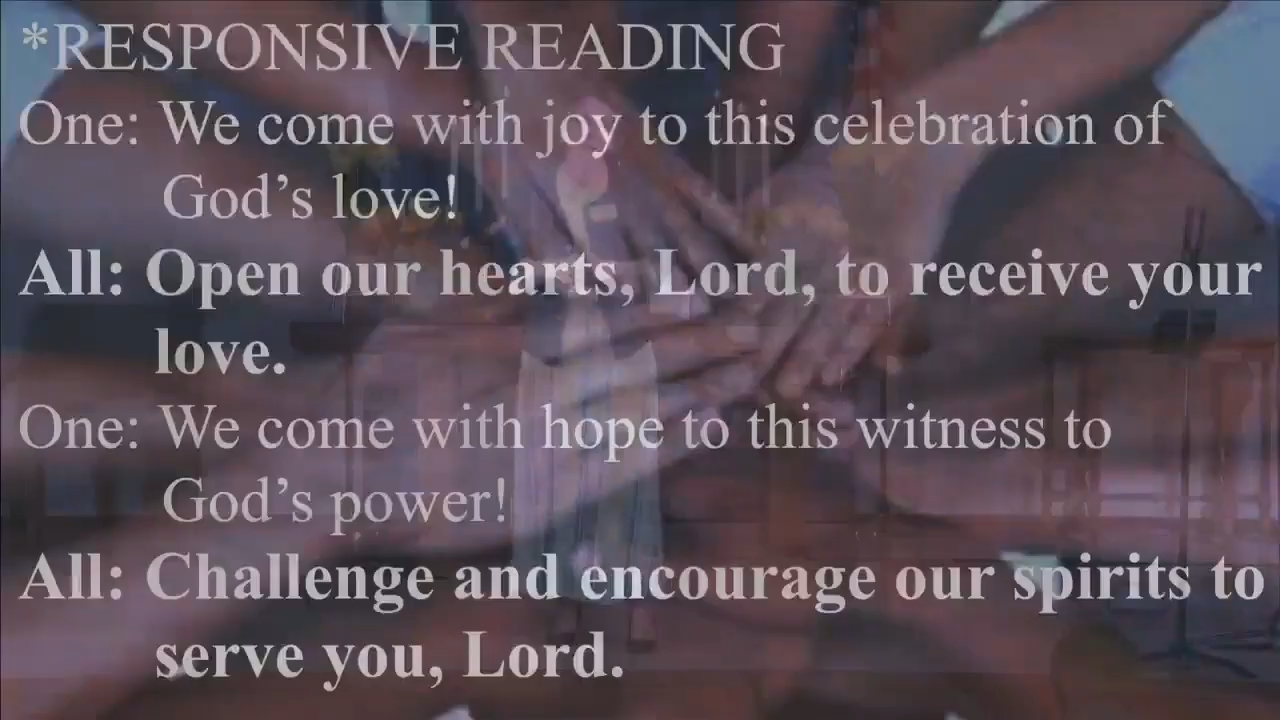 *RESPONSIVE READING
One: We come with joy to this celebration of
God’s love!
All: Open our hearts, Lord, to receive your
love.
One: We come with hope to this witness to
God’s power!
All: Challenge and encourage our spirits to
serve you, Lord.